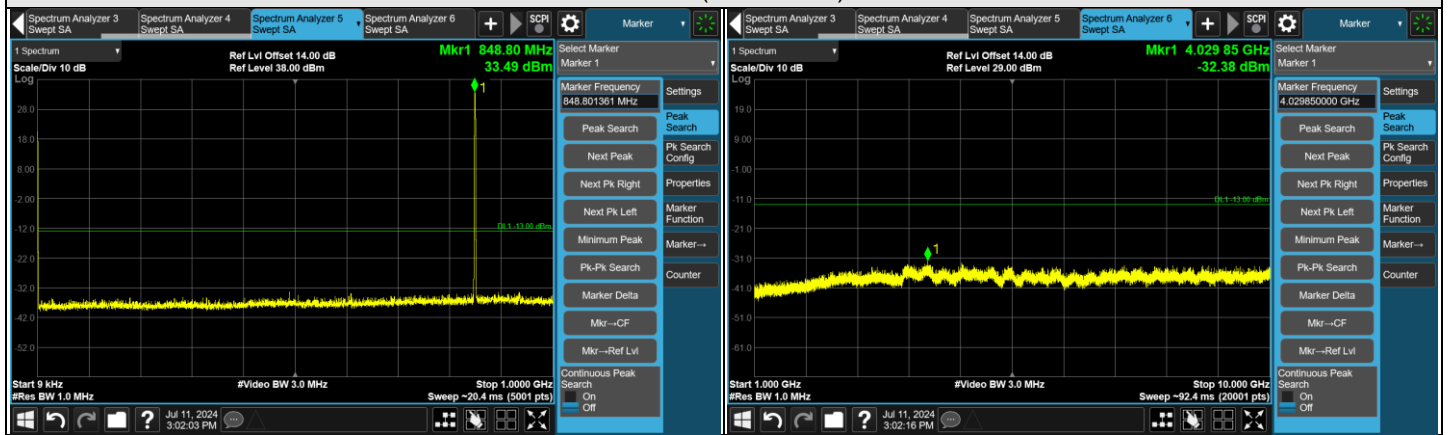 Spectrum Analyzer 3
Swept SA
Spectrum Analyzer 4
Swept SA
Spectrum Analyzer 5
Swept SA
Spectrum Analyzer 6
Swept SA
SCPI
Marker
1 Spectrum
Scale/Div 10 dB
Log
Ref Lvl Offset 14.00 dB
Ref Level 38.00 dBm
Mkr1 848.80 MHz
33.49 dBm
1
28.0
18.0
8.00
-2.00
-12.0
-22.0
-32.0
-42.0
-52.0
DL1 -13.00 dBm
Start 9 kHz
#Res BW 1.0 MHz
#Video BW 3.0 MHz
Stop 1.0000 GHz
Sweep ~20.4 ms (5001 pts)
Select Marker
Marker 1
Marker Frequency
848.801361 MHz
Peak Search
Next Peak
Next Pk Right
Next Pk Left
Minimum Peak
Pk-Pk Search
Marker Delta
Mkr→CF
Mkr→Ref Lvl
Continuous Peak
Search
On
Off
Settings
Peak
Search
Pk Search
Config
Properties
Marker
Function
Marker→
Counter
?
Jul 11, 2024
3:02:03 PM
Spectrum Analyzer 3
Swept SA
Spectrum Analyzer 4
Swept SA
Spectrum Analyzer 5
Swept SA
Spectrum Analyzer 6
Swept SA
SCPI
Marker
1 Spectrum
Scale/Div 10 dB
Log
Ref Lvl Offset 14.00 dB
Ref Level 29.00 dBm
Mkr1 4.029 85 GHz
-32.38 dBm
1
19.0
9.00
-1.00
-11.0
-21.0
-31.0
-41.0
-51.0
-61.0
DL1 -13.00 dBm
Start 1.000 GHz
#Res BW 1.0 MHz
#Video BW 3.0 MHz
Stop 10.000 GHz
Sweep ~92.4 ms (20001 pts)
Select Marker
Marker 1
Marker Frequency
4.029850000 GHz
Peak Search
Next Peak
Next Pk Right
Next Pk Left
Minimum Peak
Pk-Pk Search
Marker Delta
Mkr→CF
Mkr→Ref Lvl
Continuous Peak
Search
On
Off
Settings
Peak
Search
Pk Search
Config
Properties
Marker
Function
Marker→
Counter
?
Jul 11, 2024
3:02:16 PM